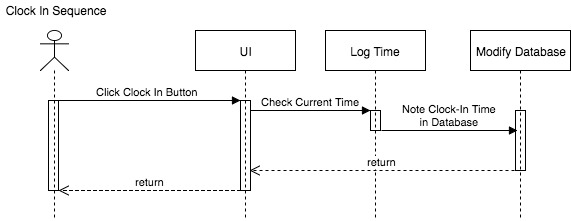 Clock In Sequence
UI
Log Time
Modify Database
Click Clock In Button
Check Current Time
Note Clock-In Time
in Database
return
return